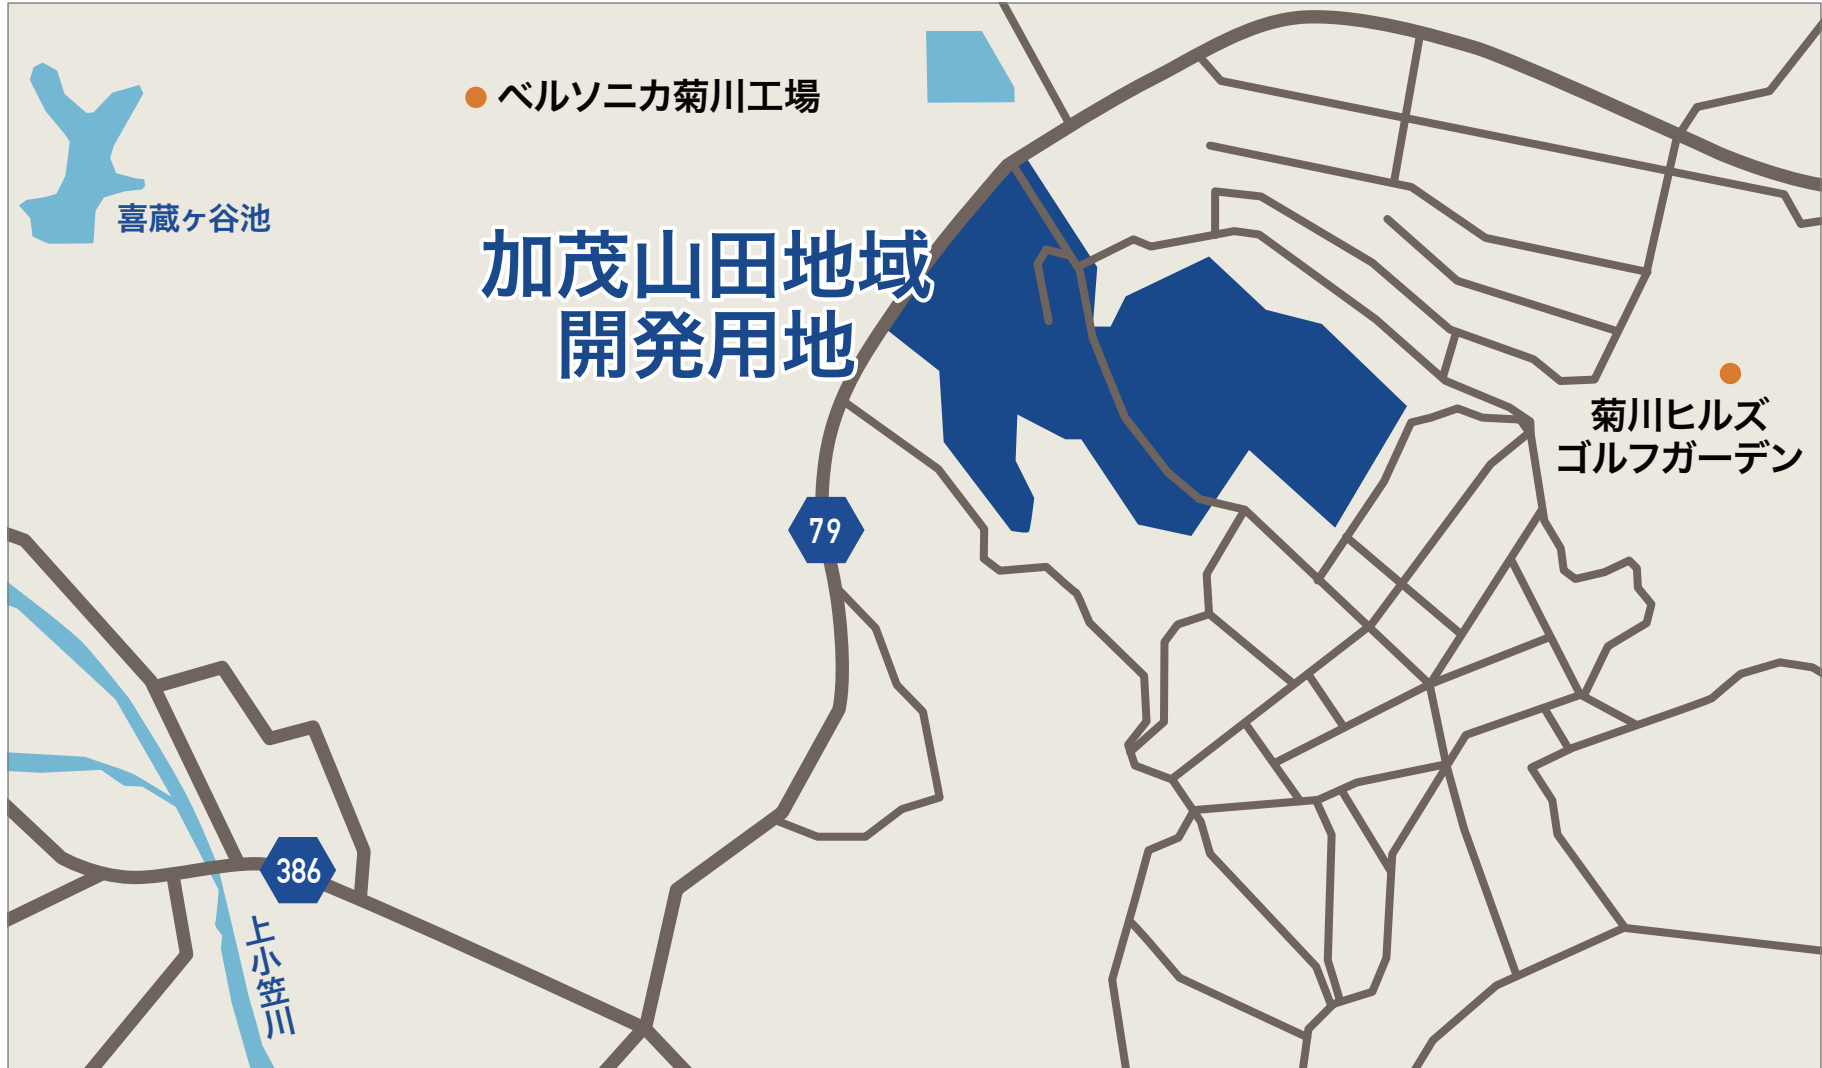 ベルソニカ菊川工場
喜蔵ヶ谷池
加茂山田地域
開発用地
菊川ヒルズ
ゴルフガーデン
79
386
上小笠川